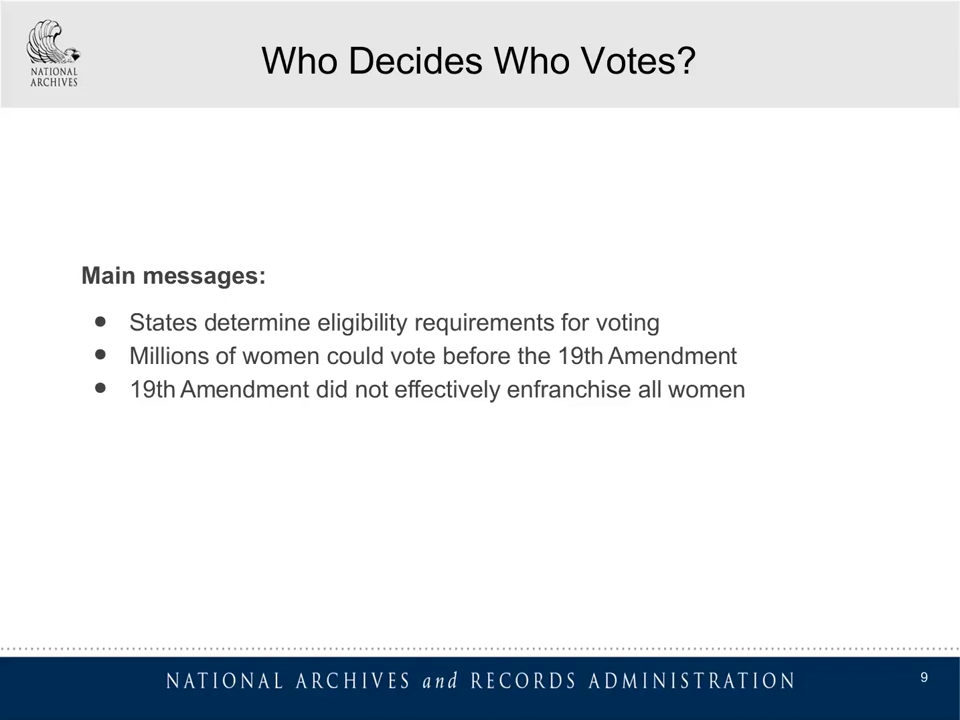 NATIONAL
ARCHIVES
Who Decides Who Votes?
Main messages:
● States determine eligibility requirements for voting
● Millions of women could vote before the 19th Amendment
● 19th Amendment did not effectively enfranchise all women
NATIONAL ARCHIVES and RECORDS ADMINISTRATION
9